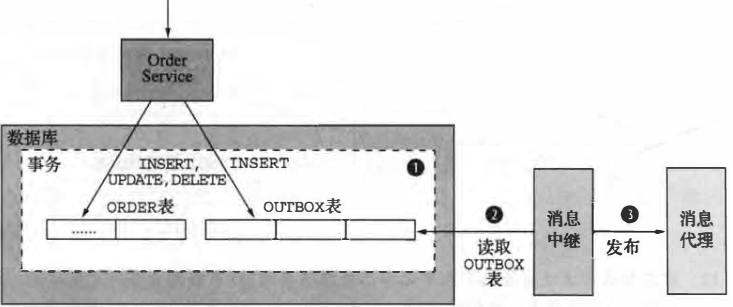 Order
Service
数据库
事务
INSERT,
UPDATE,DELETE
INSERT
❶
ORDER表
OUTBOX表
......
❷
读取
OUTBOX
表
消息
中继
❸
发布
消息
代理